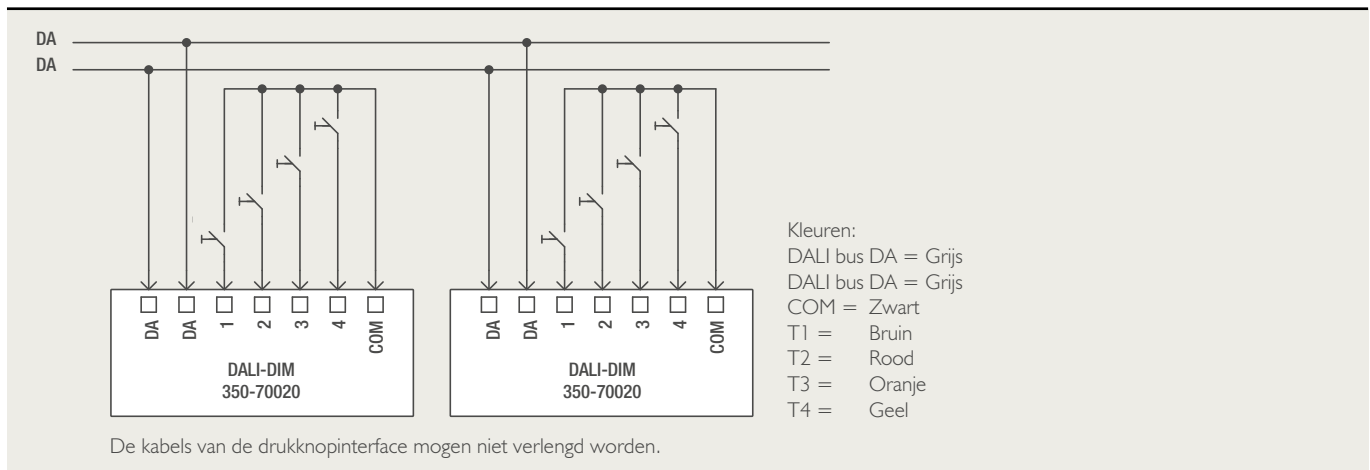 DA
DA
DA DA 1 2 3 4 COM
DALI-DIM
350-70020
DA DA 1 2 3 4 COM
DALI-DIM
350-70020
Kleuren:
DALI bus DA = Grijs
DALI bus DA = Grijs
COM = Zwart
T1 = Bruin
T2 = Rood
T3 = Oranje
T4 = Geel
De kabels van de drukknopinterface mogen niet verlengd worden.